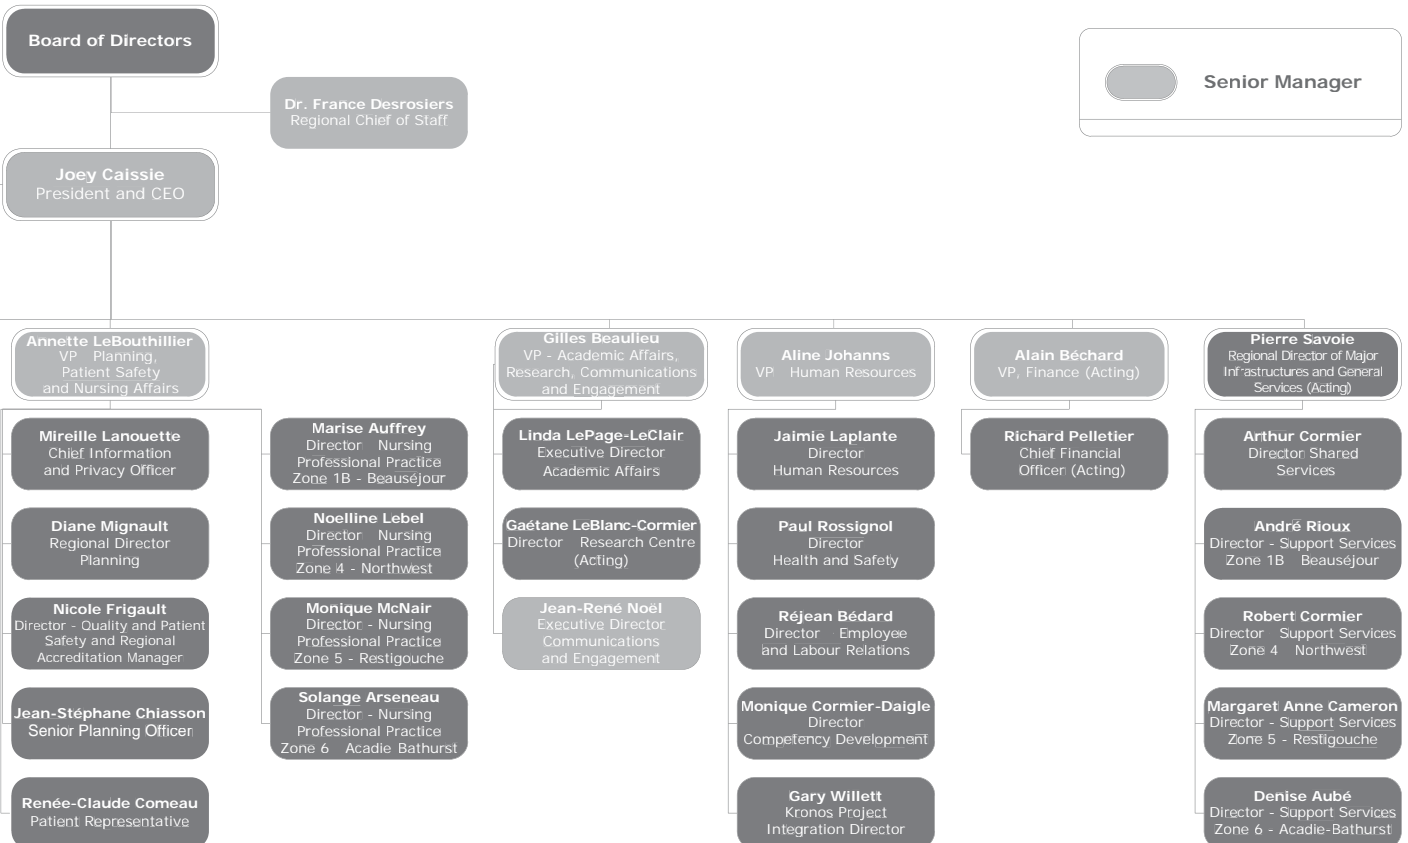 Board of Directors
Senior Manager
Dr. France Desrosiers
Regional Chief of Staff
Joey Caissie
President and CEO
Annette LeBouthillier
VP Planning,
Patient Safety
and Nursing Affairs
Mireille Lanouette
Chief Information
and Privacy Officer
Diane Mignault
Regional Director
Planning
Nicole Frigault
Director - Quality and Patient
Safety and Regional
Accreditation Manager
Jean-Stéphane Chiasson
Senior Planning Officer
Renée-Claude Comeau
Patient Representative
Marise Auffrey
Director Nursing
Professional Practice
Zone 1B - Beauséjour
Noelline Lebel
Director Nursing
Professional Practice
Zone 4 - Northwest
Monique McNair
Director - Nursing
Professional Practice
Zone 5 - Restigouche
Solange Arseneau
Director - Nursing
Professional Practice
Zone 6 Acadie Bathurst
Gilles Beaulieu
VP - Academic Affairs,
Research, Communications
and Engagement
Linda LePage-LeClair
Executive Director
Academic Affairs
Gaétane LeBlanc-Cormier
Director Research Centre
(Acting)
Jean-René Noël
Executive Director
Communications
and Engagement
Aline Johanns
VP Human Resources
Jaimie Laplante
Director
Human Resources
Paul Rossignol
Director
Health and Safety
Réjean Bédard
Director Employee
and Labour Relations
Monique Cormier-Daigle
Director
Competency Development
Gary Willett
Kronos Project
Integration Director
Alain Béchard
VP, Finance (Acting)
Richard Pelletier
Chief Financial
Officer (Acting)
Pierre Savoie
Regional Director of Major
Infrastructures and General
Services (Acting)
Arthur Cormier
Director Shared
Services
André Rioux
Director - Support Services
Zone 1B Beauséjour
Robert Cormier
Director Support Services
Zone 4 Northwest
Margaret Anne Cameron
Director - Support Services
Zone 5 - Restigouche
Denise Aubé
Director - Support Services
Zone 6 - Acadie-Bathurst